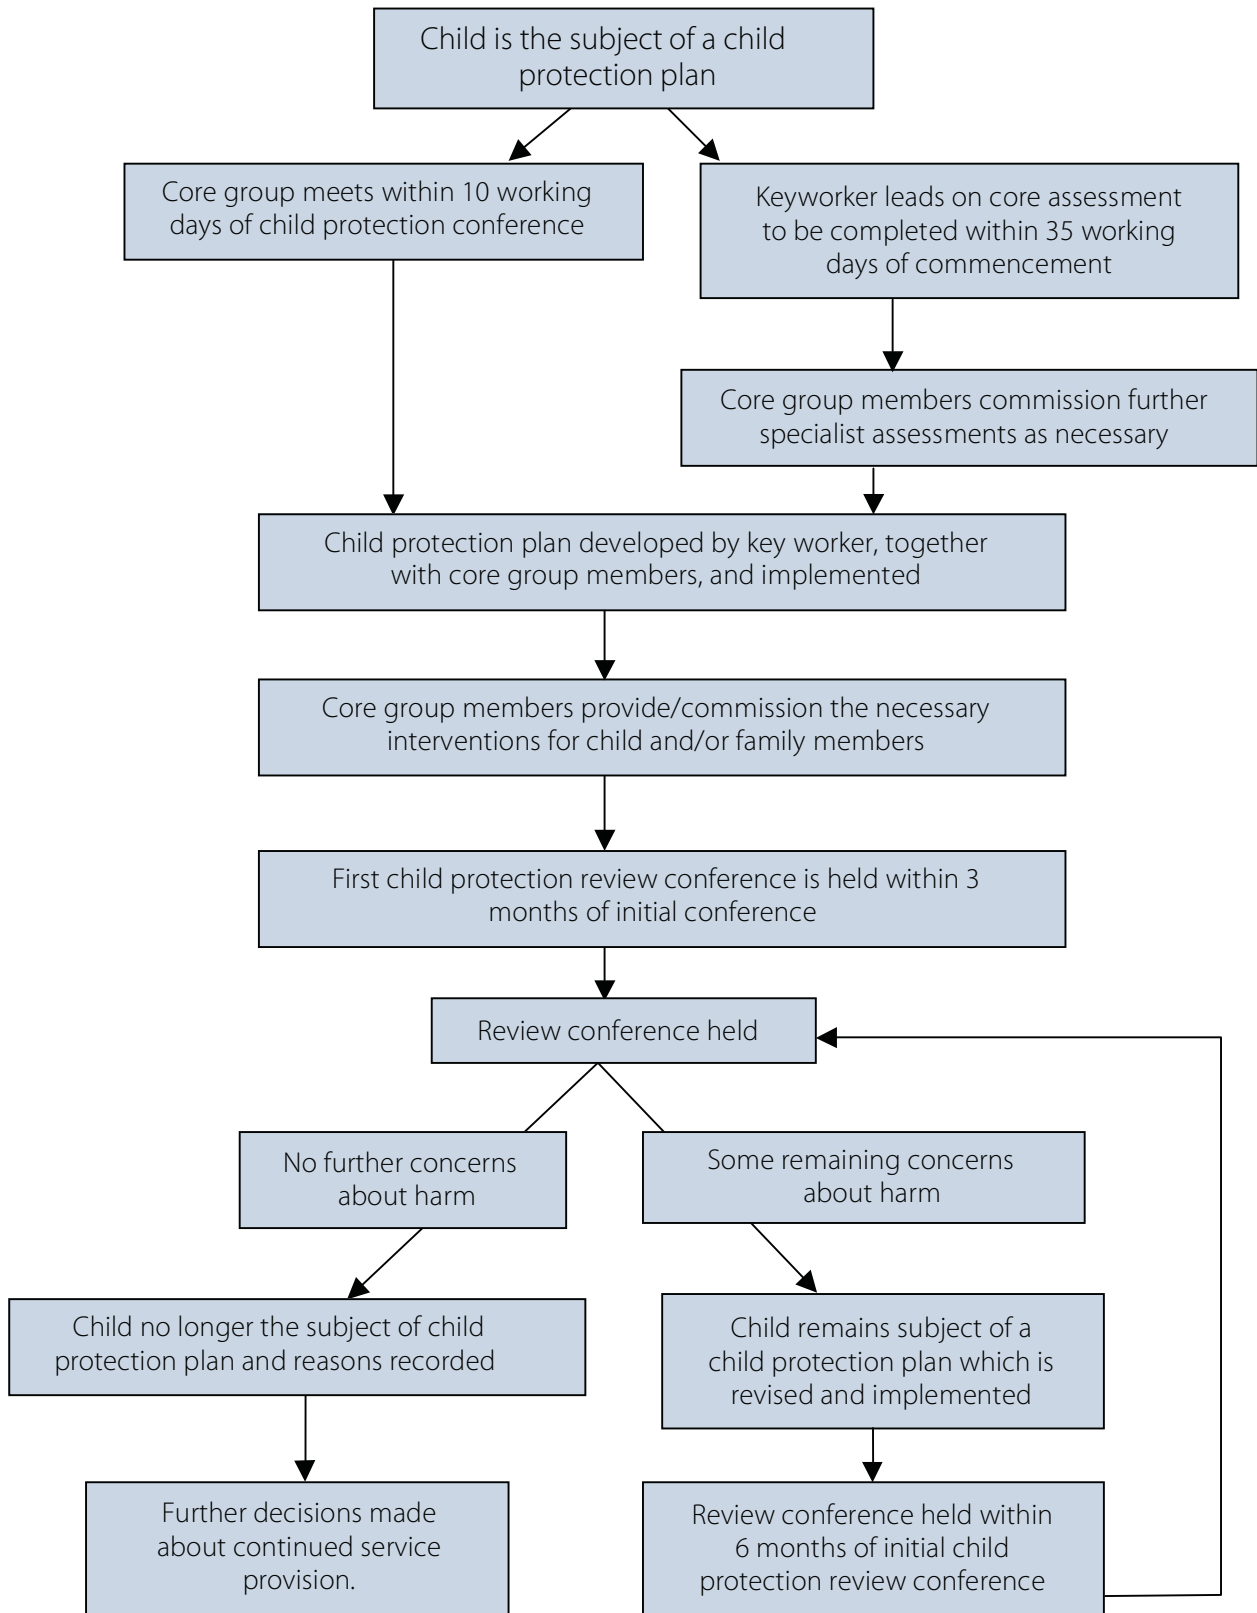 Child is the subject of a child
protection plan
Core group meets within 10 working
days of child protection conference
Keyworker leads on core assessment
to be completed within 35 working
days of commencement
Core group members commission further
specialist assessments as necessary
Child protection plan developed by key worker, together
with core group members, and implemented
Core group members provide/commission the necessary
interventions for child and/or family members
First child protection review conference is held within 3
months of initial conference
Review conference held
No further concerns
about harm
Some remaining concerns
about harm
Child no longer the subject of child
protection plan and reasons recorded
Child remains subject of a
child protection plan which is
revised and implemented
Further decisions made
about continued service
provision.
Review conference held within
6 months of initial child
protection review conference